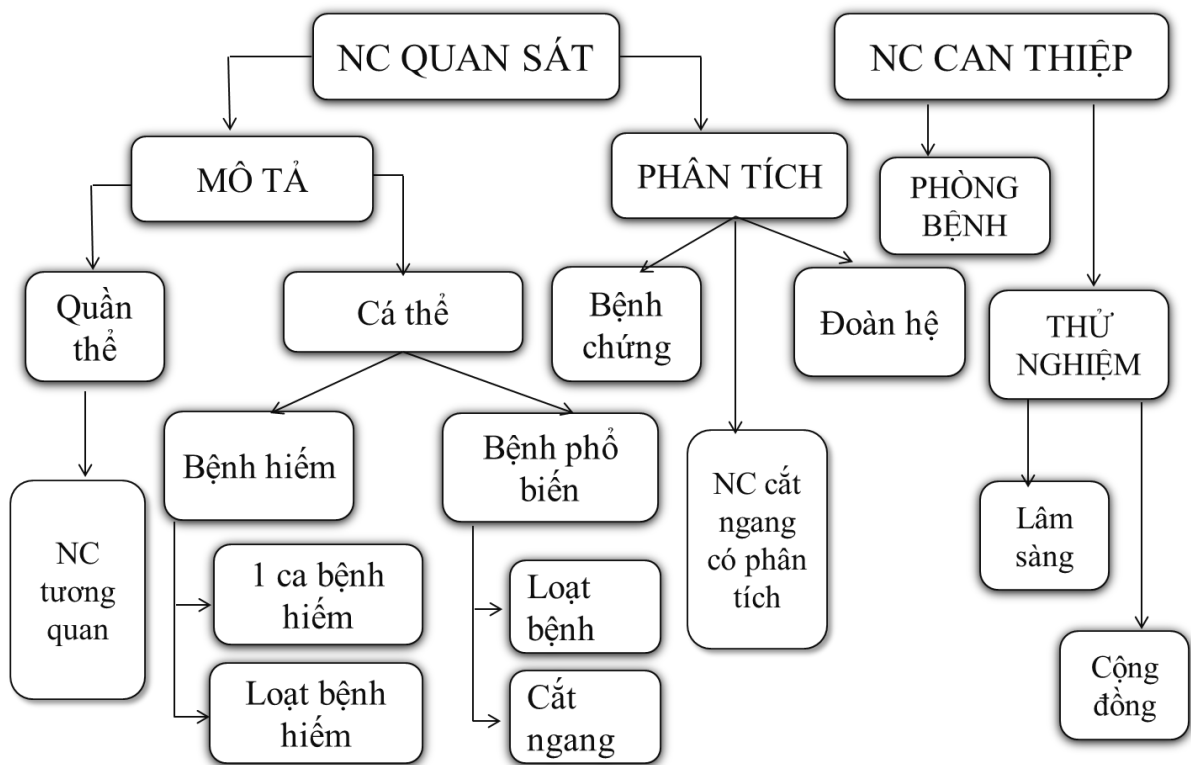 NC QUAN SÁT
NC CAN THIỆP
MÔ TẢ
PHÂN TÍCH
PHÒNG
BỆNH
Quần
thể
Cá thể
Bệnh
chứng
Đoàn hệ
THỬ
NGHIỆM
Bệnh hiếm
Bệnh phổ
biến
NC cắt
ngang
có phân
tích
NC
tương
quan
Lâm
sàng
1 ca bệnh
hiếm
Loạt
bệnh
Loạt bệnh
hiếm
Cắt
ngang
Cộng
đồng